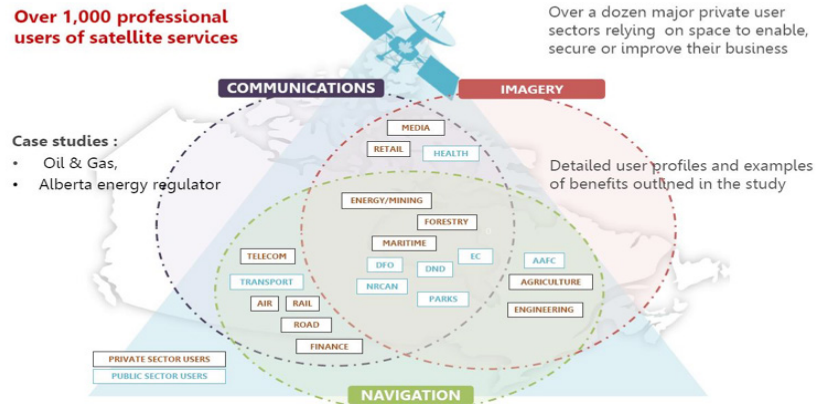 Over 1,000 professional
users of satellite services
Over a dozen major private user
sectors relying on space to enable,
secure or improve their business
COMMUNICATIONS
IMAGERY
MEDIA
RETAIL
HEALTH
Case studies :
• Oil & Gas,
• Alberta energy regulator
Detailed user profiles and examples
of benefits outlined in the study
ENERGY/MINING
FORESTRY
MARITIME
TELECOM
EC
DFO
DND
AAFC
TRANSPORT
NRCAN
AGRICULTURE
AIR
RAIL
PARKS
ENGINEERING
ROAD
FINANCE
PRIVATE SECTOR USERS
PUBLIC SECTOR USERS
NAVIGATION